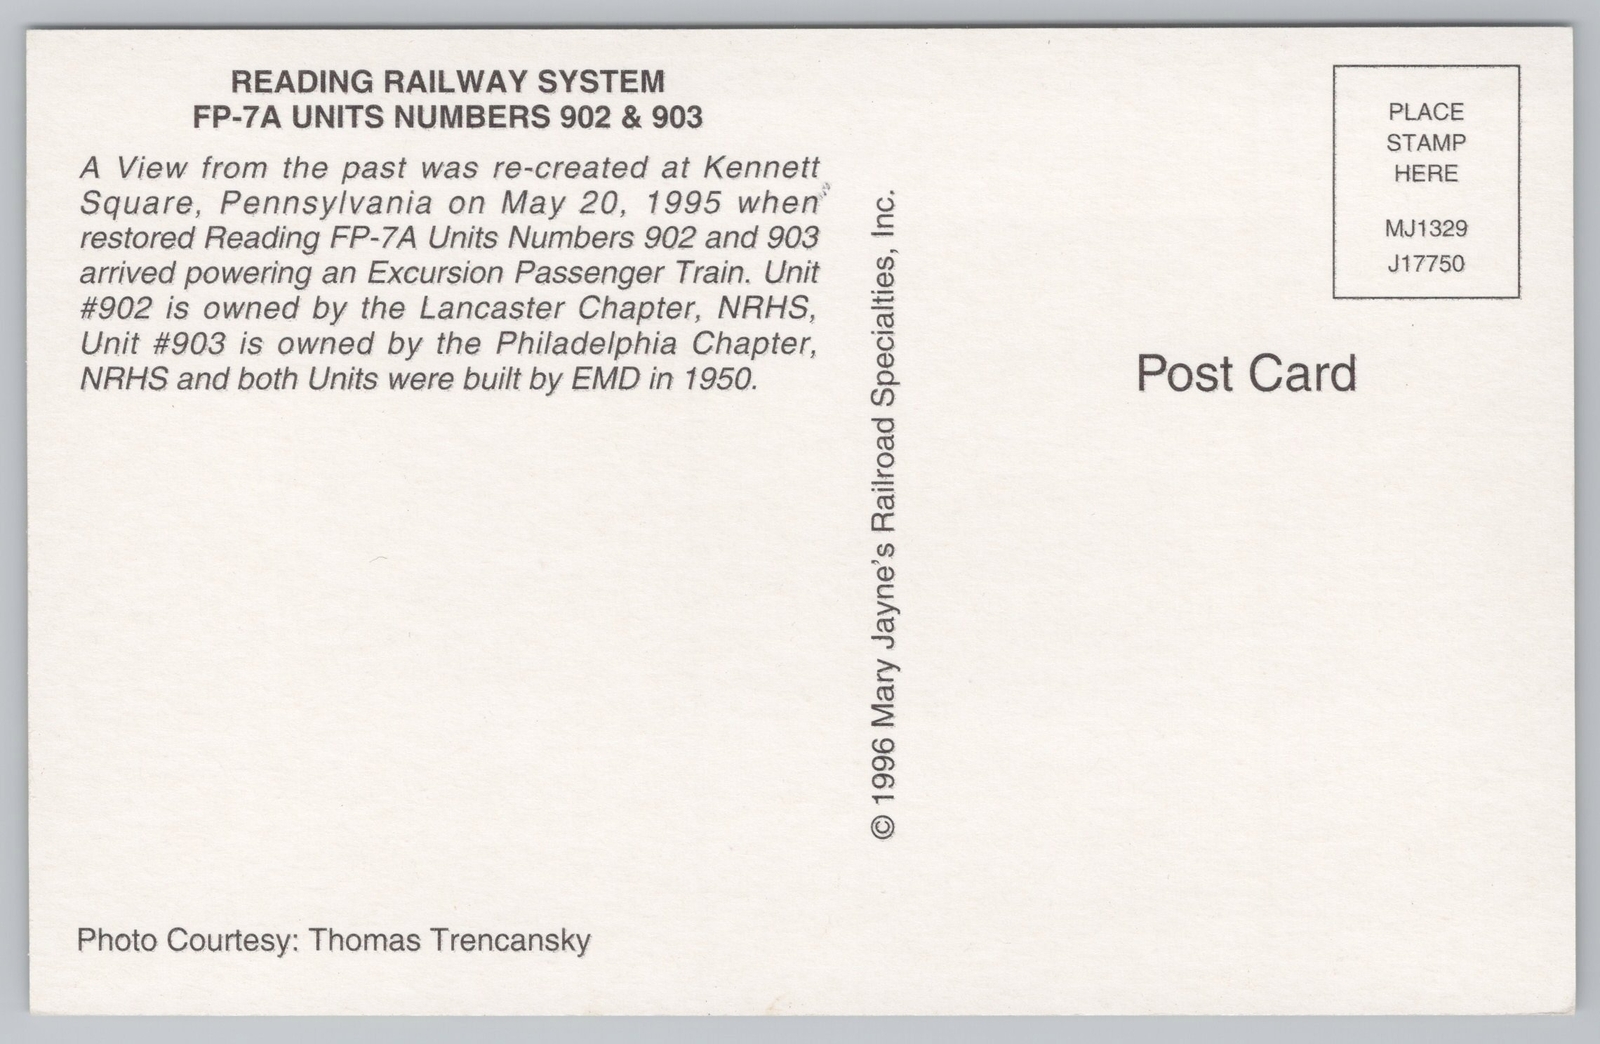 READING RAILWAY SYSTEM
FP-7A UNITS NUMBERS 902 & 903
A View from the past was re-created at Kennett
Square, Pennsylvania on May 20, 1995 when
restored Reading FP-7A Units Numbers 902 and 903
arrived powering an Excursion Passenger Train. Unit
#902 is owned by the Lancaster Chapter, NRHS,
Unit #903 is owned by the Philadelphia Chapter,
NRHS and both Units were built by EMD in 1950.
Photo Courtesy: Thomas Trencansky
© 1996 Mary Jayne's Railroad Specialties, Inc.
PLACE
STAMP
HERE
MJ1329
J17750
Post Card